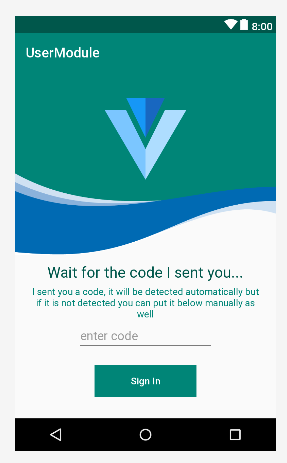 8:00
UserModule
Wait for the code I sent you...
I sent you a code, it will be detected automatically but
if it is not detected you can put it below manually as
well
enter code
Sign In